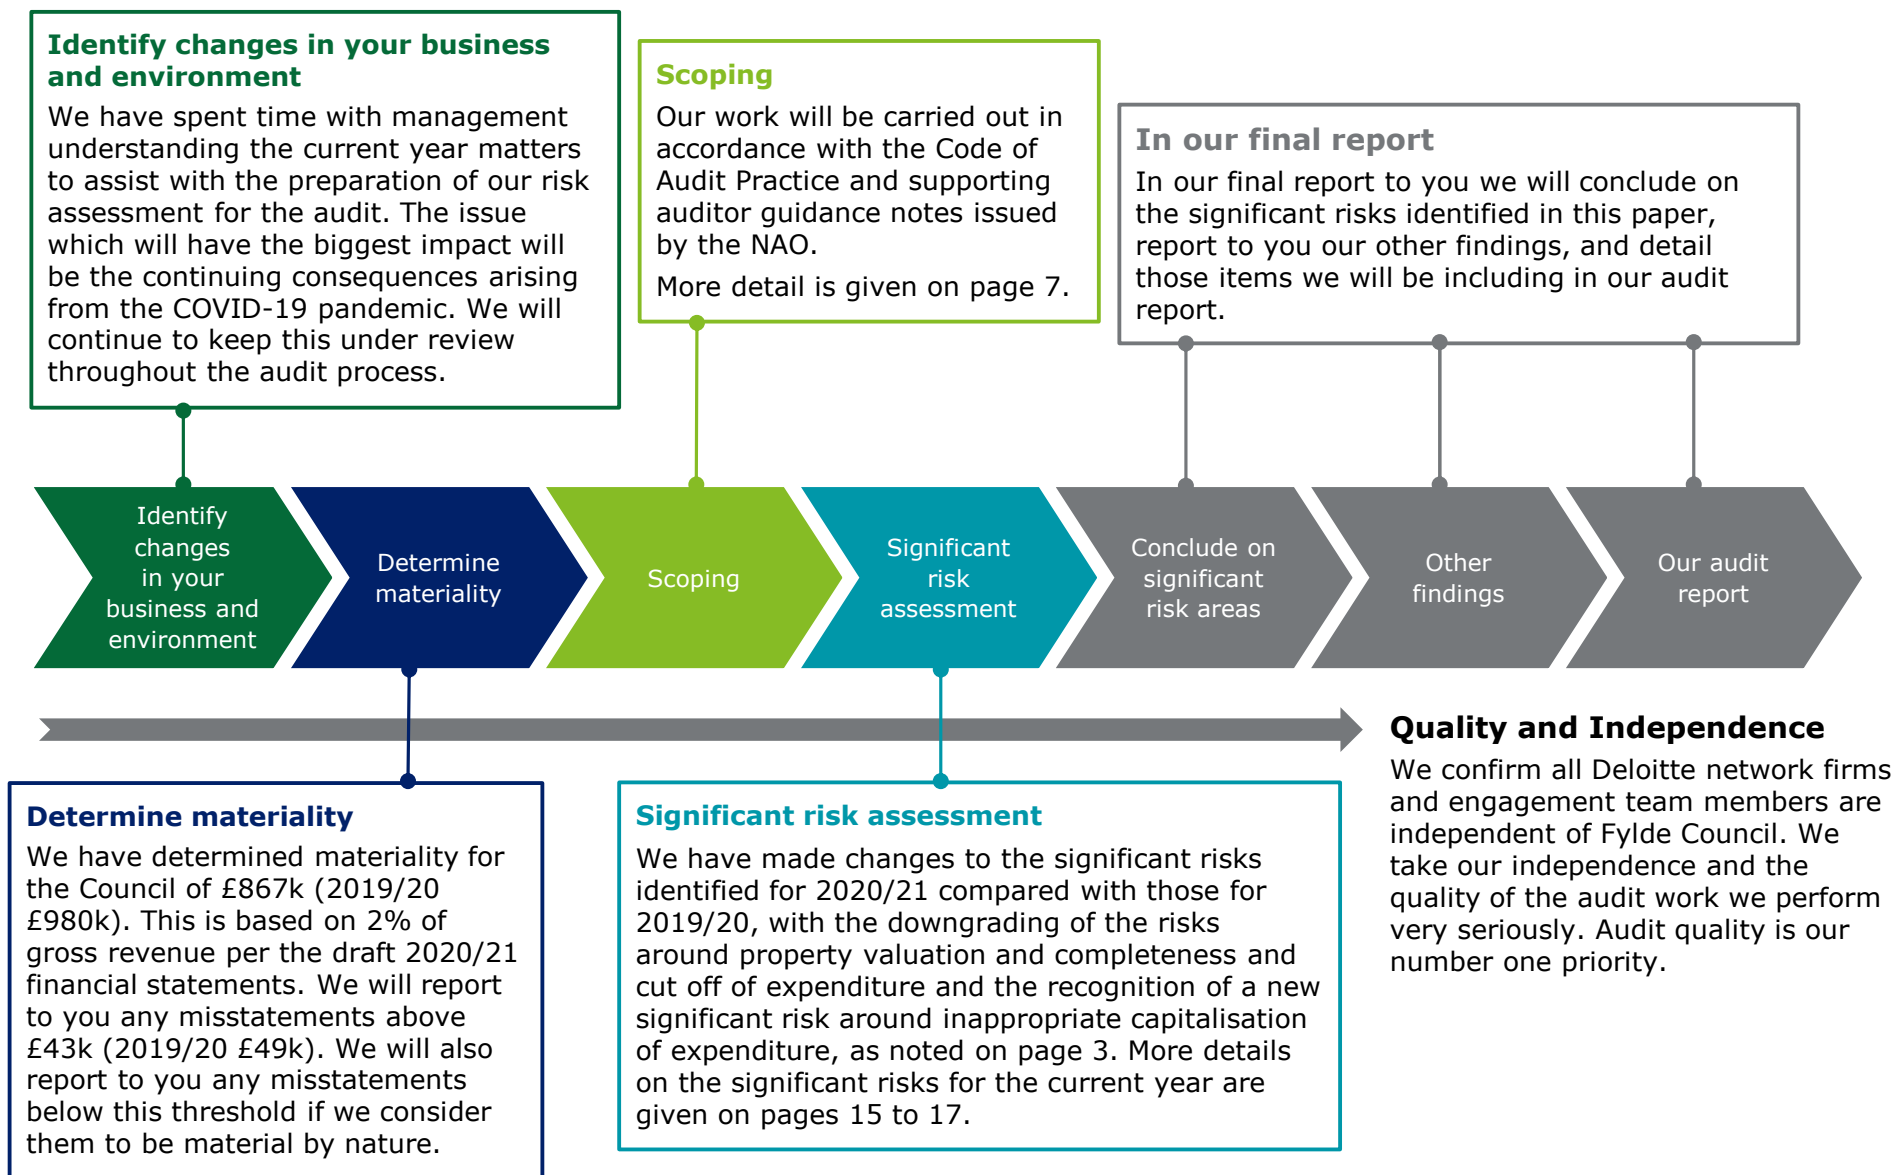 Identify changes in your business
and environment
We have spent time with management
understanding the current year matters
to assist with the preparation of our risk
assessment for the audit. The issue
which will have the biggest impact will
be the continuing consequences arising
from the COVID-19 pandemic. We will
continue to keep this under review
throughout the audit process.
Scoping
Our work will be carried out in
accordance with the Code of
Audit Practice and supporting
auditor guidance notes issued
by the NAO.
More detail is given on page 7.
In our final report
In our final report to you we will conclude on
the significant risks identified in this paper,
report to you our other findings, and detail
those items we will be including in our audit
report.
Identify
changes
in your
business and
environment
Determine
materiality
Scoping
Significant
risk
assessment
Conclude on
significant
risk areas
Other
findings
Our audit
report
Determine materiality
We have determined materiality for
the Council of £867k (2019/20
£980k). This is based on 2% of
gross revenue per the draft 2020/21
financial statements. We will report
to you any misstatements above
£43k (2019/20 £49k). We will also
report to you any misstatements
below this threshold if we consider
them to be material by nature.
Significant risk assessment
We have made changes to the significant risks
identified for 2020/21 compared with those for
2019/20, with the downgrading of the risks
around property valuation and completeness and
cut off of expenditure and the recognition of a new
significant risk around inappropriate capitalisation
of expenditure, as noted on page 3. More details
on the significant risks for the current year are
given on pages 15 to 17.
Quality and Independence
We confirm all Deloitte network firms
and engagement team members are
independent of Fylde Council. We
take our independence and the
quality of the audit work we perform
very seriously. Audit quality is our
number one priority.